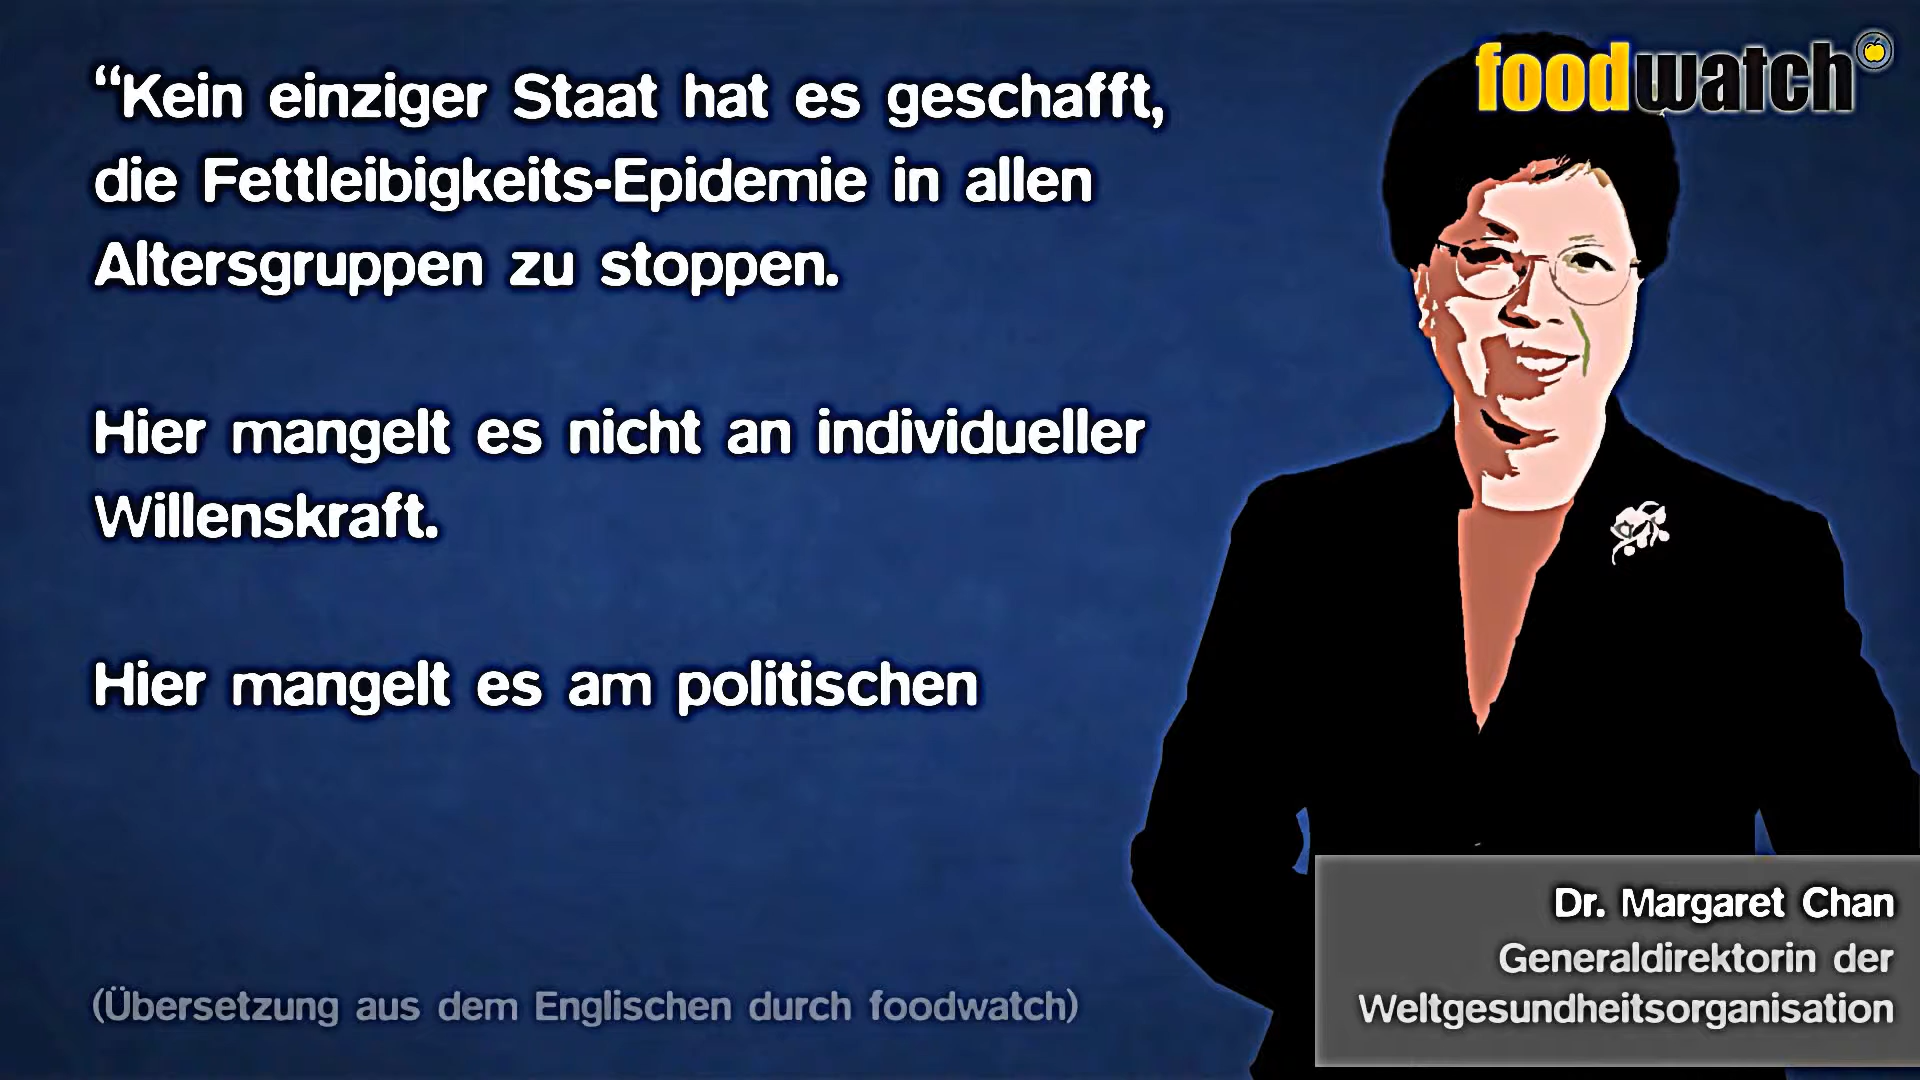 “Kein einziger Staat hat es geschafft,
die Fettleibigkeits-Epidemie in allen
Altersgruppen zu stoppen.
Hier mangelt es nicht an individueller
Willenskraft.
Hier mangelt es am politischen
(Übersetzung aus dem Englischen durch foodwatch)
foodwatch
Dr. Margaret Chan
Generaldirektorin der
Weltgesundheitsorganisation